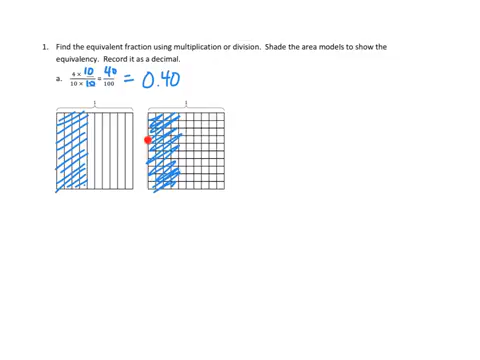 1. Find the equivalent fraction using multiplication or division. Shade the area models to show the
equivalency. Record it as a decimal.
a. 4 × 10 / 10 × 10 = 40 / 100 = 0.40
1 1